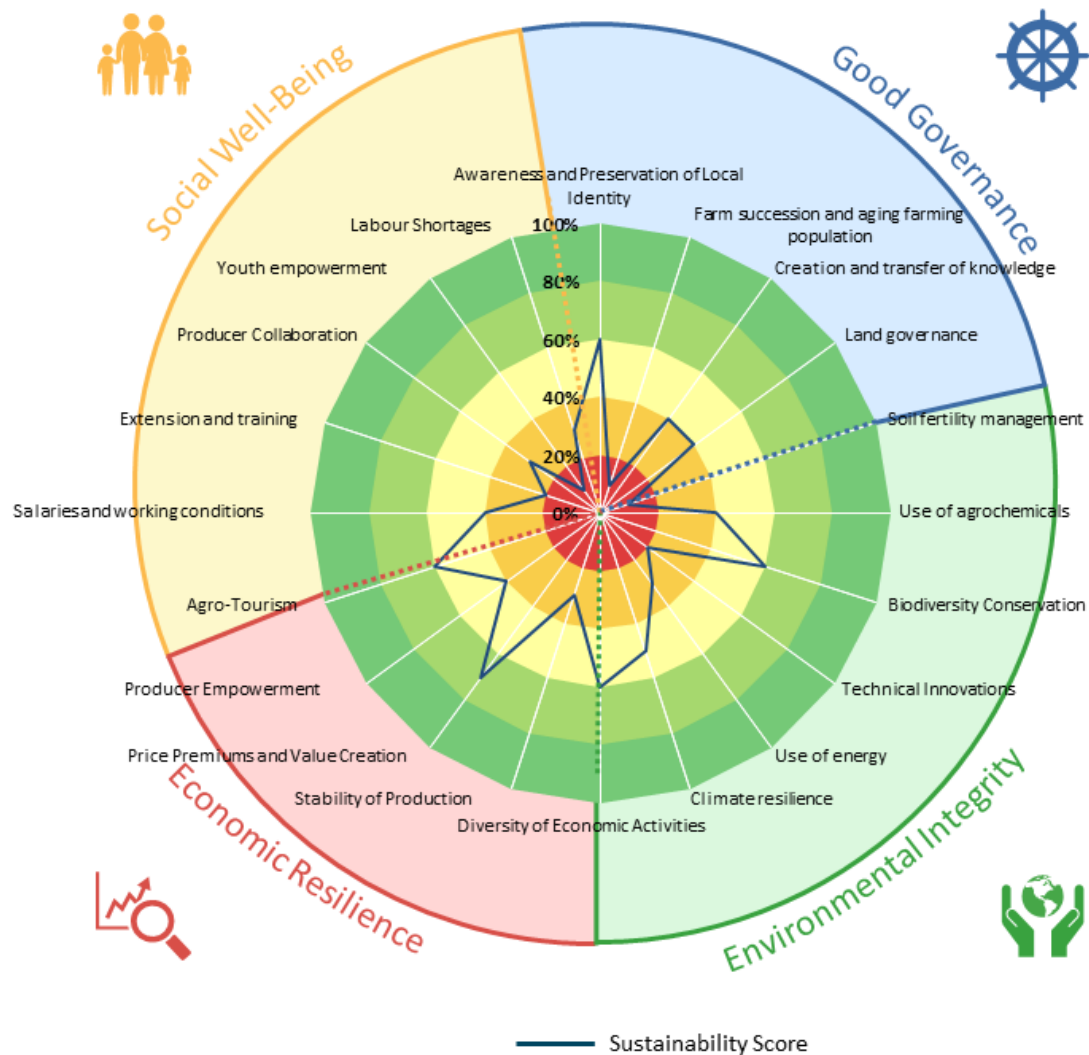 Social Well-Being
Good Governance
Awareness and Preservation of Local
Identity
Farm succession and aging farming
population
Labour Shortages
Creation and transfer of knowledge
Youth empowerment
Producer Collaboration
Land governance
Extension and training
Soil fertility management
Salaries and working conditions
Use of agrochemicals
Agro-Tourism
Biodiversity Conservation
Producer Empowerment
Technical Innovations
Price Premiums and Value Creation
Use of energy
Stability of Production
Climate resilience
Diversity of Economic Activities
100%
80%
60%
40%
20%
0%
Economic Resilience
Environmental Integrity
Sustainability Score